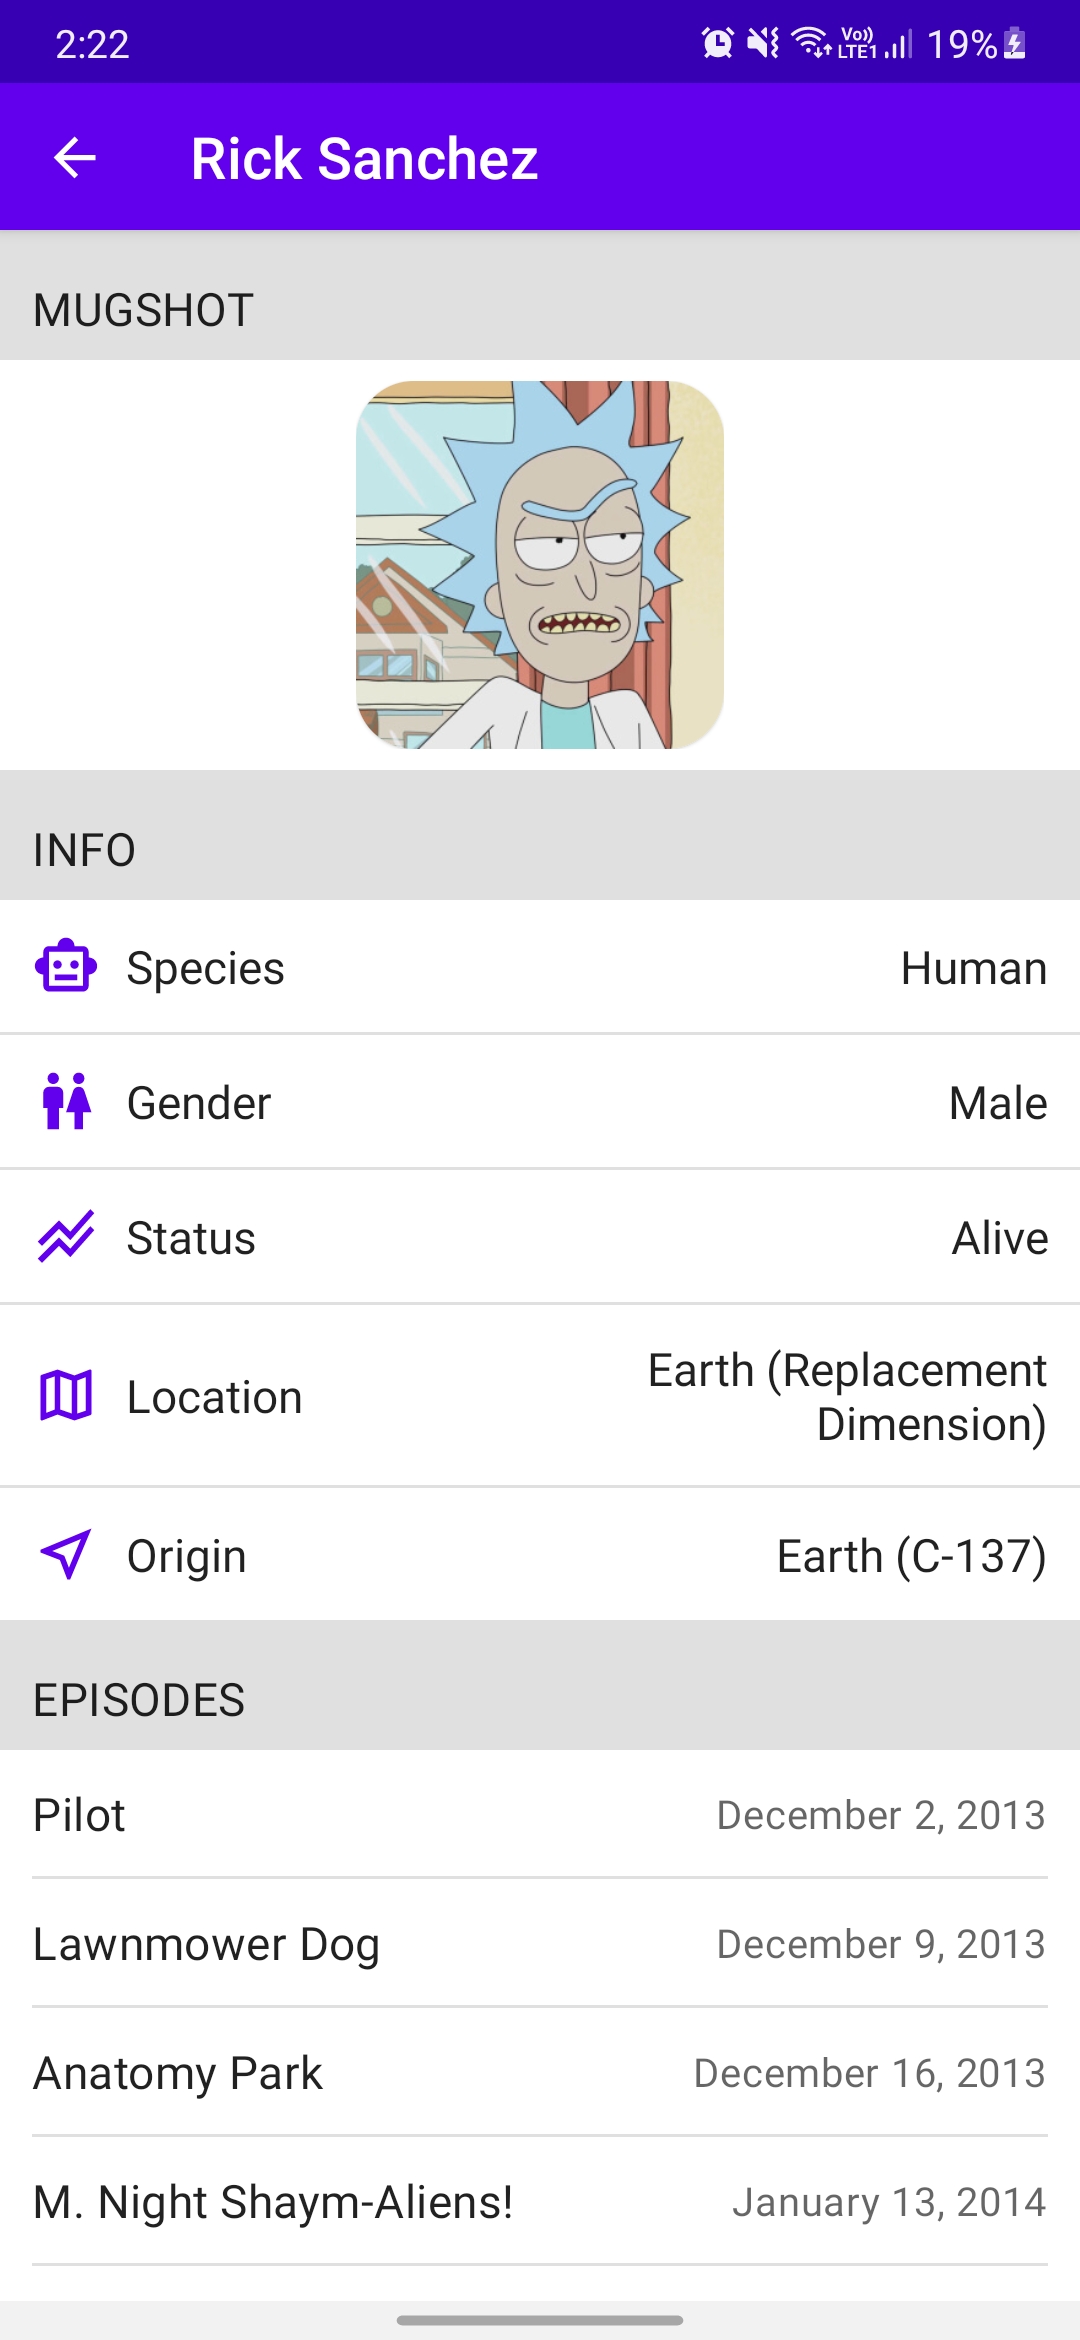 2:22
Vo)) LTE1 19%
Rick Sanchez
MUGSHOT
INFO
Species Human
Gender Male
Status Alive
Location Earth (Replacement
Dimension)
Origin Earth (C-137)
EPISODES
Pilot December 2, 2013
Lawnmower Dog December 9, 2013
Anatomy Park December 16, 2013
M. Night Shaym-Aliens! January 13, 2014